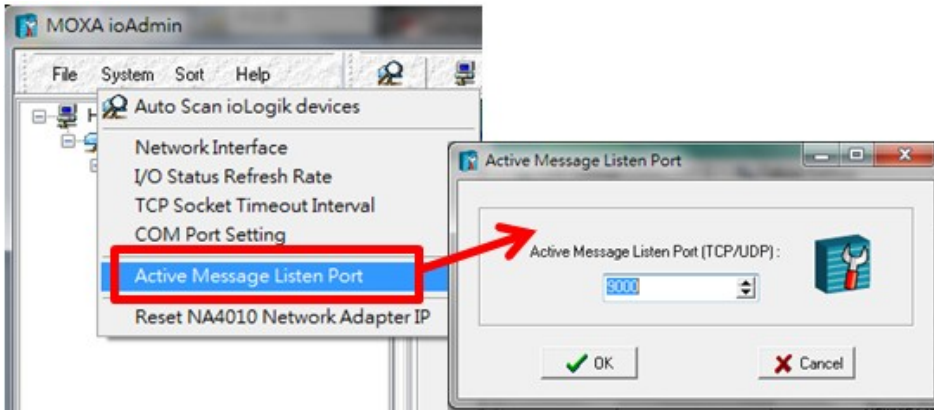 MOXA ioAdmin
File System Sort Help
Auto Scan ioLogik devices
Network Interface
I/O Status Refresh Rate
TCP Socket Timeout Interval
COM Port Setting
Active Message Listen Port
Reset NA4010 Network Adapter IP
Active Message Listen Port
Active Message Listen Port (TCP/UDP) :
9000
OK Cancel